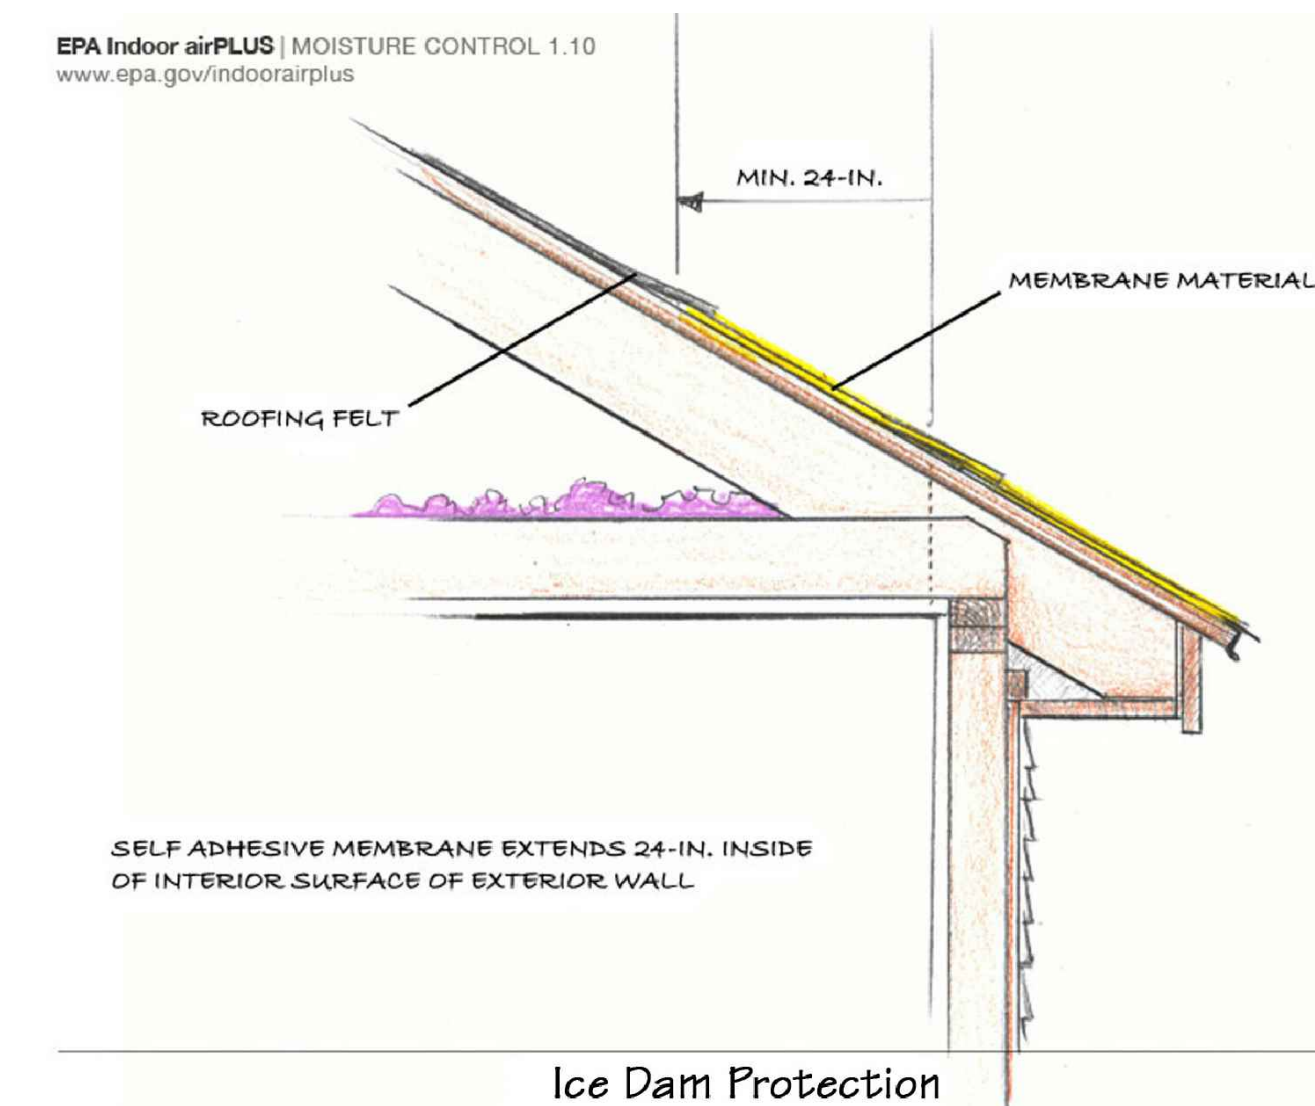 EPA Indoor airPLUS | MOISTURE CONTROL 1.10
www.epa.gov/indoorairplus
MIN. 24-IN.
MEMBRANE MATERIAL
ROOFING FELT
SELF ADHESIVE MEMBRANE EXTENDS 24-IN. INSIDE
OF INTERIOR SURFACE OF EXTERIOR WALL
Ice Dam Protection